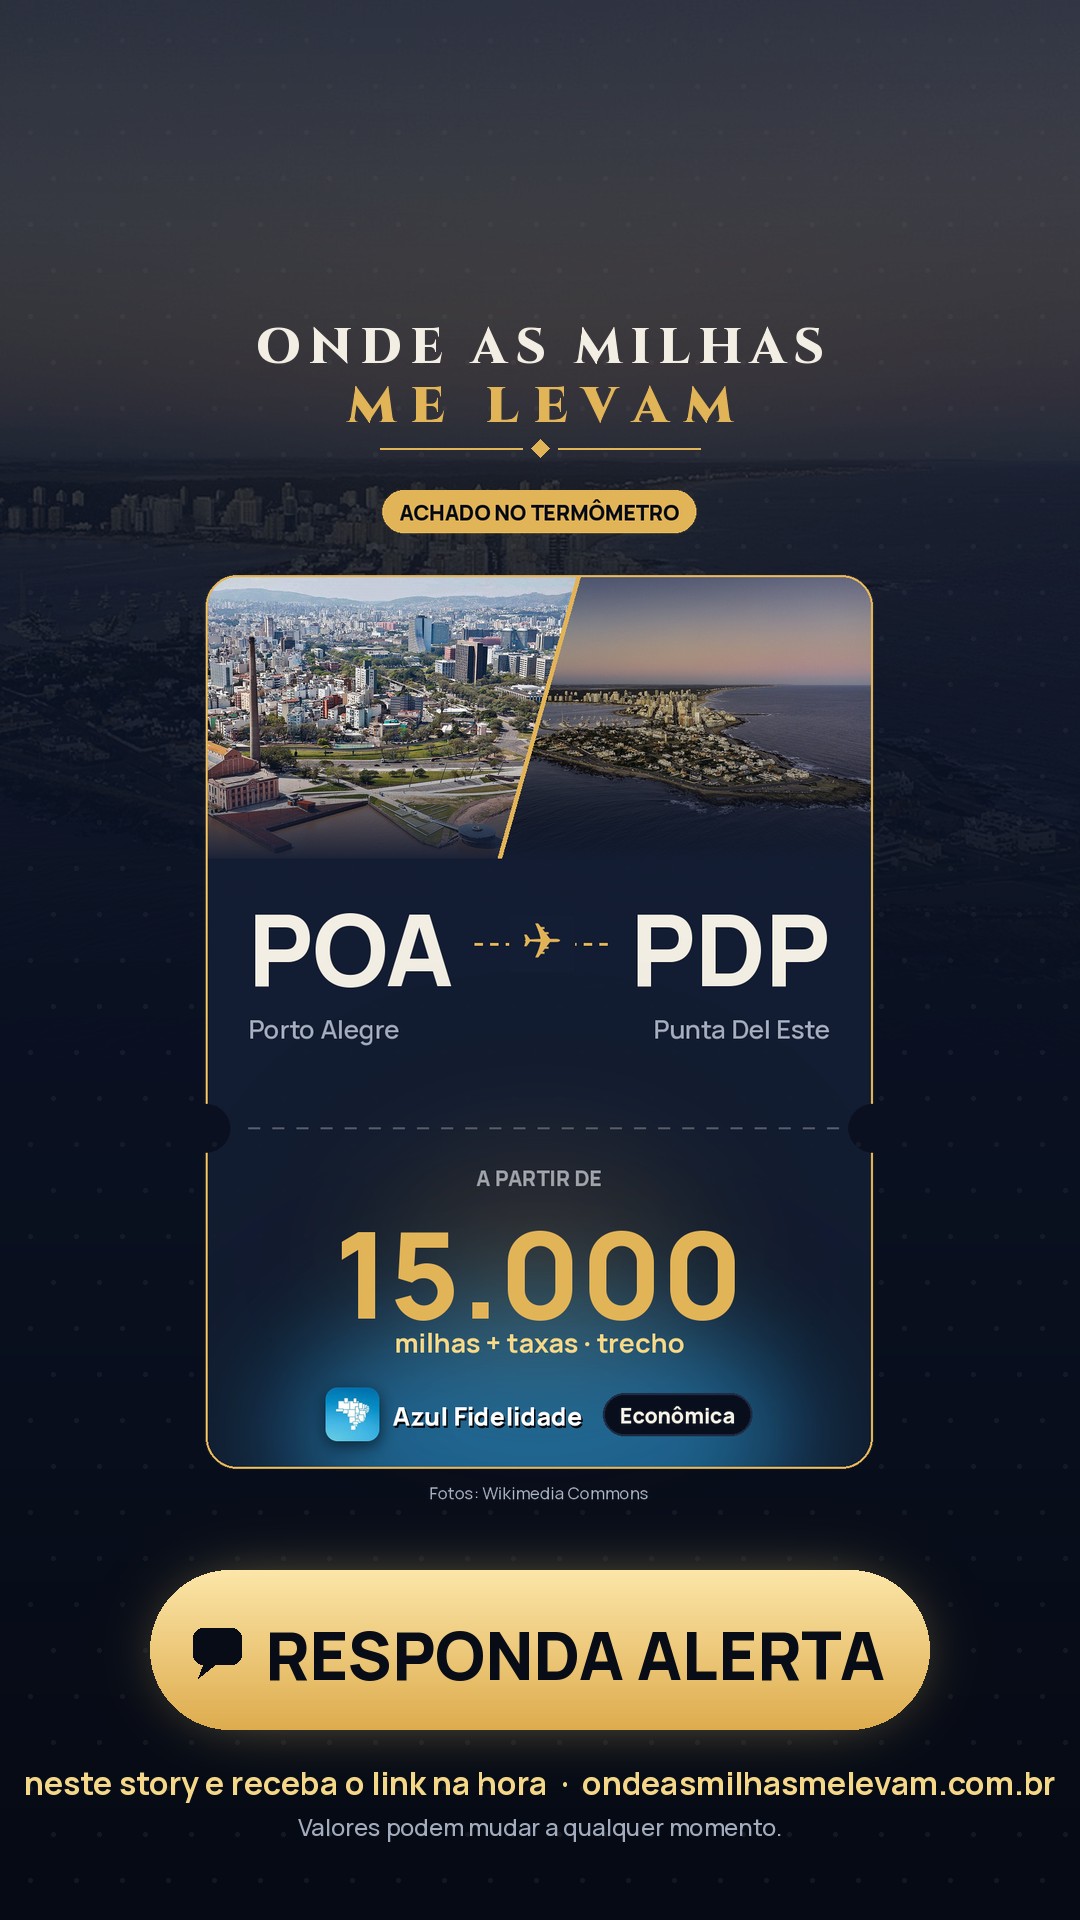 ONDE AS MILHAS
ME LEVAM
ACHADO NO TERMÔMETRO
POA
PDP
Porto Alegre
Punta Del Este
A PARTIR DE
15.000
milhas + taxas · trecho
Azul Fidelidade
Econômica
Fotos: Wikimedia Commons
RESPONDA ALERTA
neste story e receba o link na hora · ondeasmilhasmelevam.com.br
Valores podem mudar a qualquer momento.